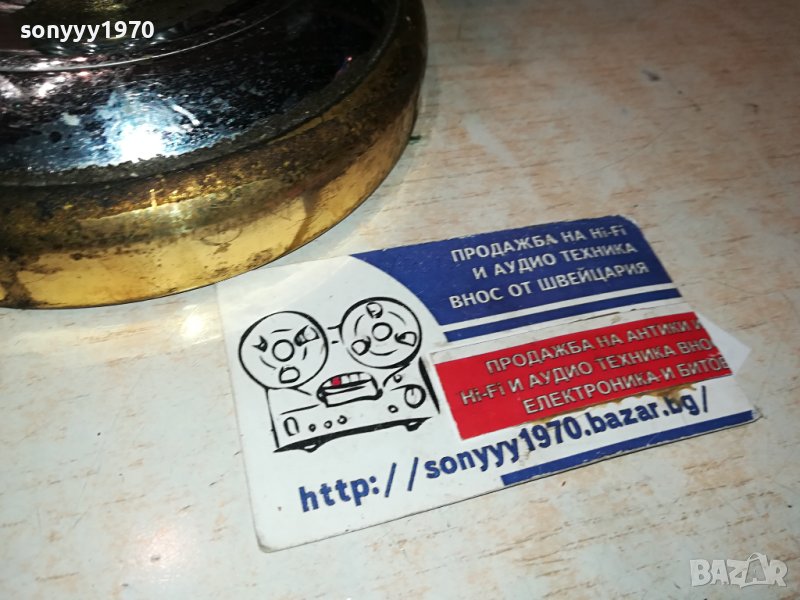 sonyyy1970
ПРОДАЖБА НА Hi-Fi
И АУДИО ТЕХНИКА
ВНОС ОТ ШВЕЙЦАРИЯ
ПРОДАЖБА НА АНТИКИ И
Hi-Fi И АУДИО ТЕХНИКА ВНО
ЕЛЕКТРОНИКА И БИТОВ
http://sonyyy1970.bazar.bg/
sonyyy1970
BAZAR